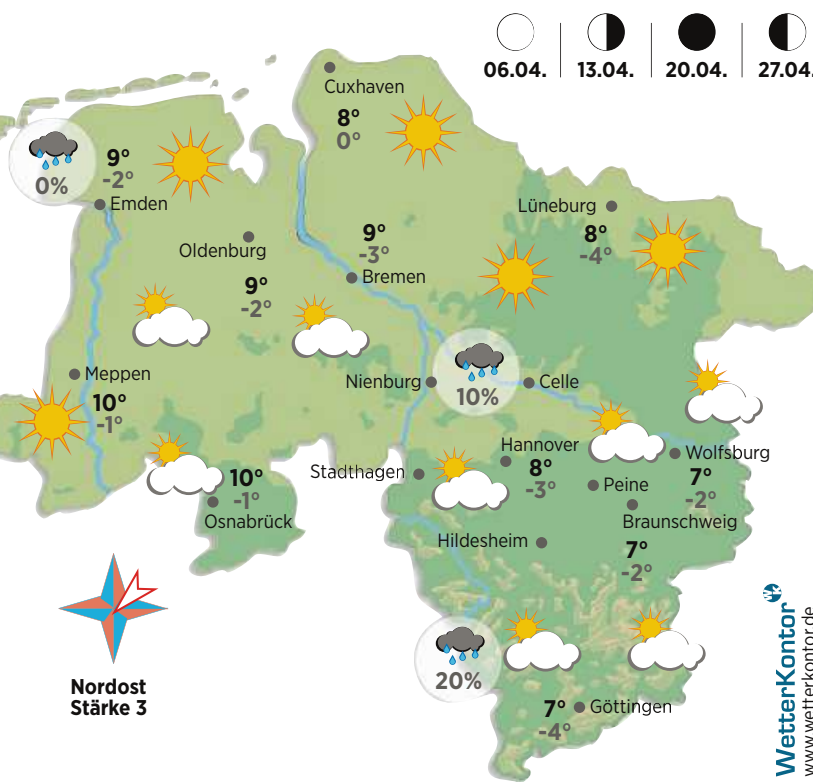 06.04.
13.04.
20.04.
27.04.
Cuxhaven
8°
0°
0%
9°
-2°
Emden
Lüneburg
8°
-4°
Oldenburg
9°
-2°
9°
-3°
Bremen
Meppen
10°
-1°
Nienburg
10%
Celle
Hannover
8°
-3°
Stadthagen
Wolfsburg
7°
-2°
10°
-1°
Osnabrück
Peine
Braunschweig
7°
-2°
Hildesheim
Nordost
Stärke 3
20%
7°
-4°
Göttingen
WK
WetterKontor
www.wetterkontor.de